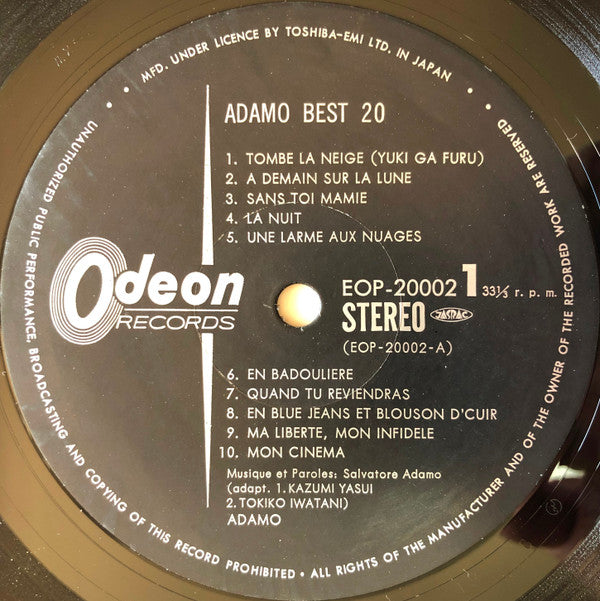 MFD. UNDER LICENCE BY TOSHIBA-EMI LTD. IN JAPAN
ADAMO BEST 20
1. TOMBE LA NEIGE (YUKI GA FURU)
2. A DEMAIN SUR LA LUNE
3. SANS TOI MAMIE
4. LA NUIT
5. UNE LARME AUX NUAGES
Odeon
RECORDS
EOP-20002 1 33⅓ r. p. m.
STEREO JASRAC
(EOP-20002-A)
6. EN BADOULIERE
7. QUAND TU REVIENDRAS
8. EN BLUE JEANS ET BLOUSON D'CUIR
9. MA LIBERTE, MON INFIDELE
10. MON CINEMA
Musique et Paroles: Salvatore Adamo
(adapt. 1. KAZUMI YASUI
2. TOKIKO IWATANI)
ADAMO
UNAUTHORIZED PUBLIC PERFORMANCE, BROADCASTING AND COPYING OF THIS RECORD PROHIBITED • ALL RIGHTS OF THE MANUFACTURER AND OF THE OWNER OF THE RECORDED WORK ARE RESERVED